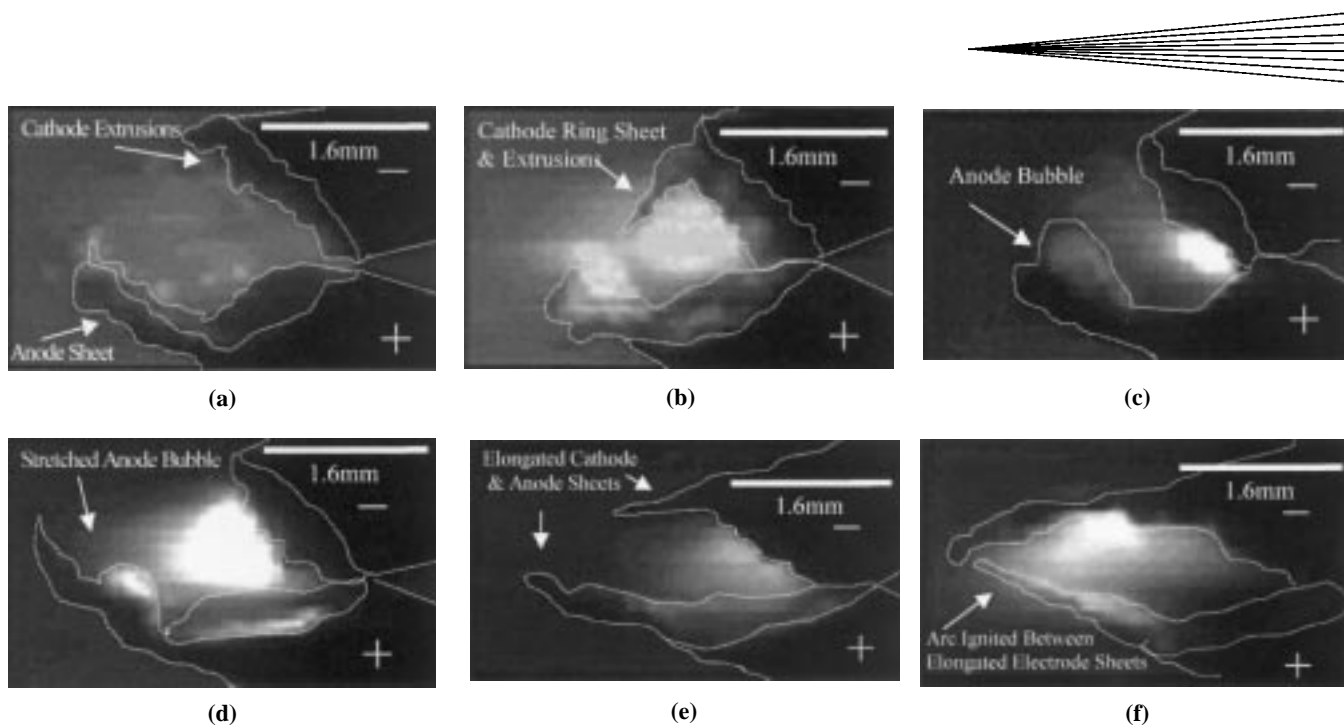 Cathode Extrusions
1.6mm
−
Anode Sheet
+
(a)
Cathode Ring Sheet
& Extrusions
1.6mm
−
+
(b)
1.6mm
−
Anode Bubble
+
(c)
Stretched Anode Bubble
1.6mm
−
+
(d)
Elongated Cathode
& Anode Sheets
1.6mm
−
+
(e)
1.6mm
−
Arc Ignited Between
Elongated Electrode Sheets
+
(f)